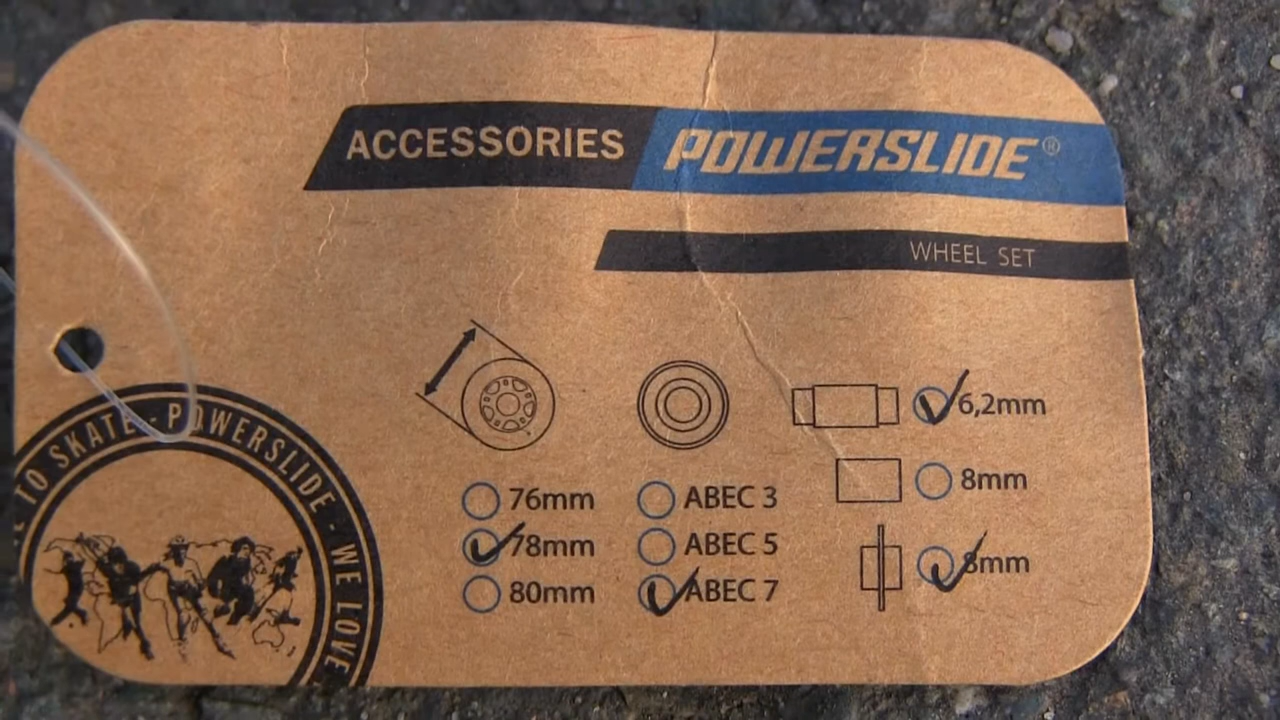 ACCESSORIES POWERSLIDE®
WHEEL SET
TO SKATE - POWERSLIDE - WE LOVE
6,2mm
8mm
8mm
76mm
78mm
80mm
ABEC 3
ABEC 5
ABEC 7